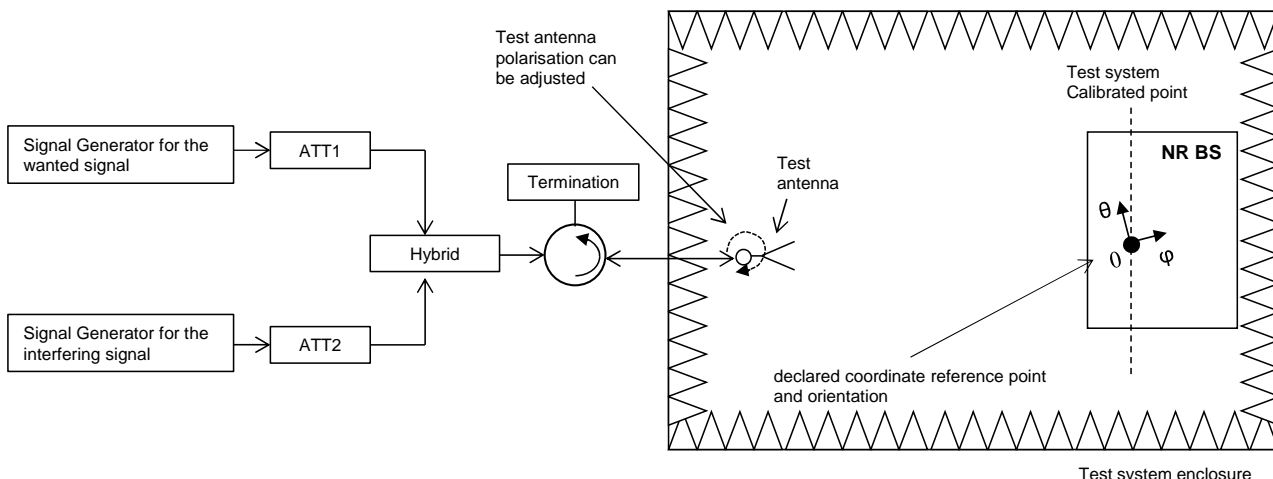 Test antenna
polarisation can
be adjusted
Test system
Calibrated point
Signal Generator for the
wanted signal
ATT1
NR BS
Termination
Test
antenna
θ
Hybrid
0
φ
Signal Generator for the
interfering signal
ATT2
declared coordinate reference point
and orientation
Test system enclosure